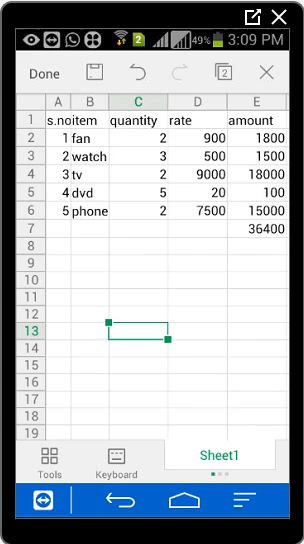 49% 3:09 PM
Done 2
A B C D E
1 s.no item quantity rate amount
2 1 fan 2 900 1800
3 2 watch 3 500 1500
4 3 tv 2 9000 18000
5 4 dvd 5 20 100
6 5 phone 2 7500 15000
7 36400
8
9
10
11
12
13
14
15
16
17
18
19
Tools Keyboard Sheet1